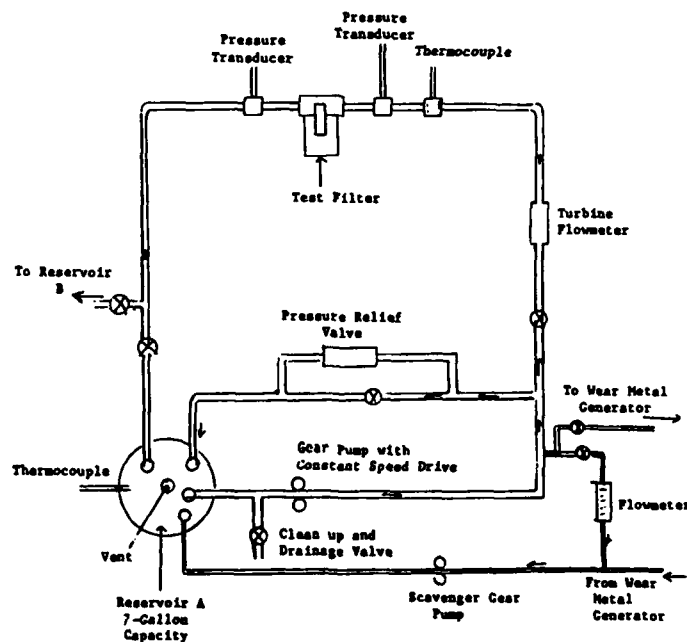 Pressure
Transducer
Pressure
Transducer
Thermocouple
Test Filter
Turbine
Flowmeter
To Reservoir
B
Pressure Relief
Valve
To Wear Metal
Generator
Gear Pump with
Constant Speed Drive
Thermocouple
Flowmeter
Vent
Clean up and
Drainage Valve
Reservoir A
7-Gallon
Capacity
Scavenger Gear
Pump
From Wear
Metal
Generator